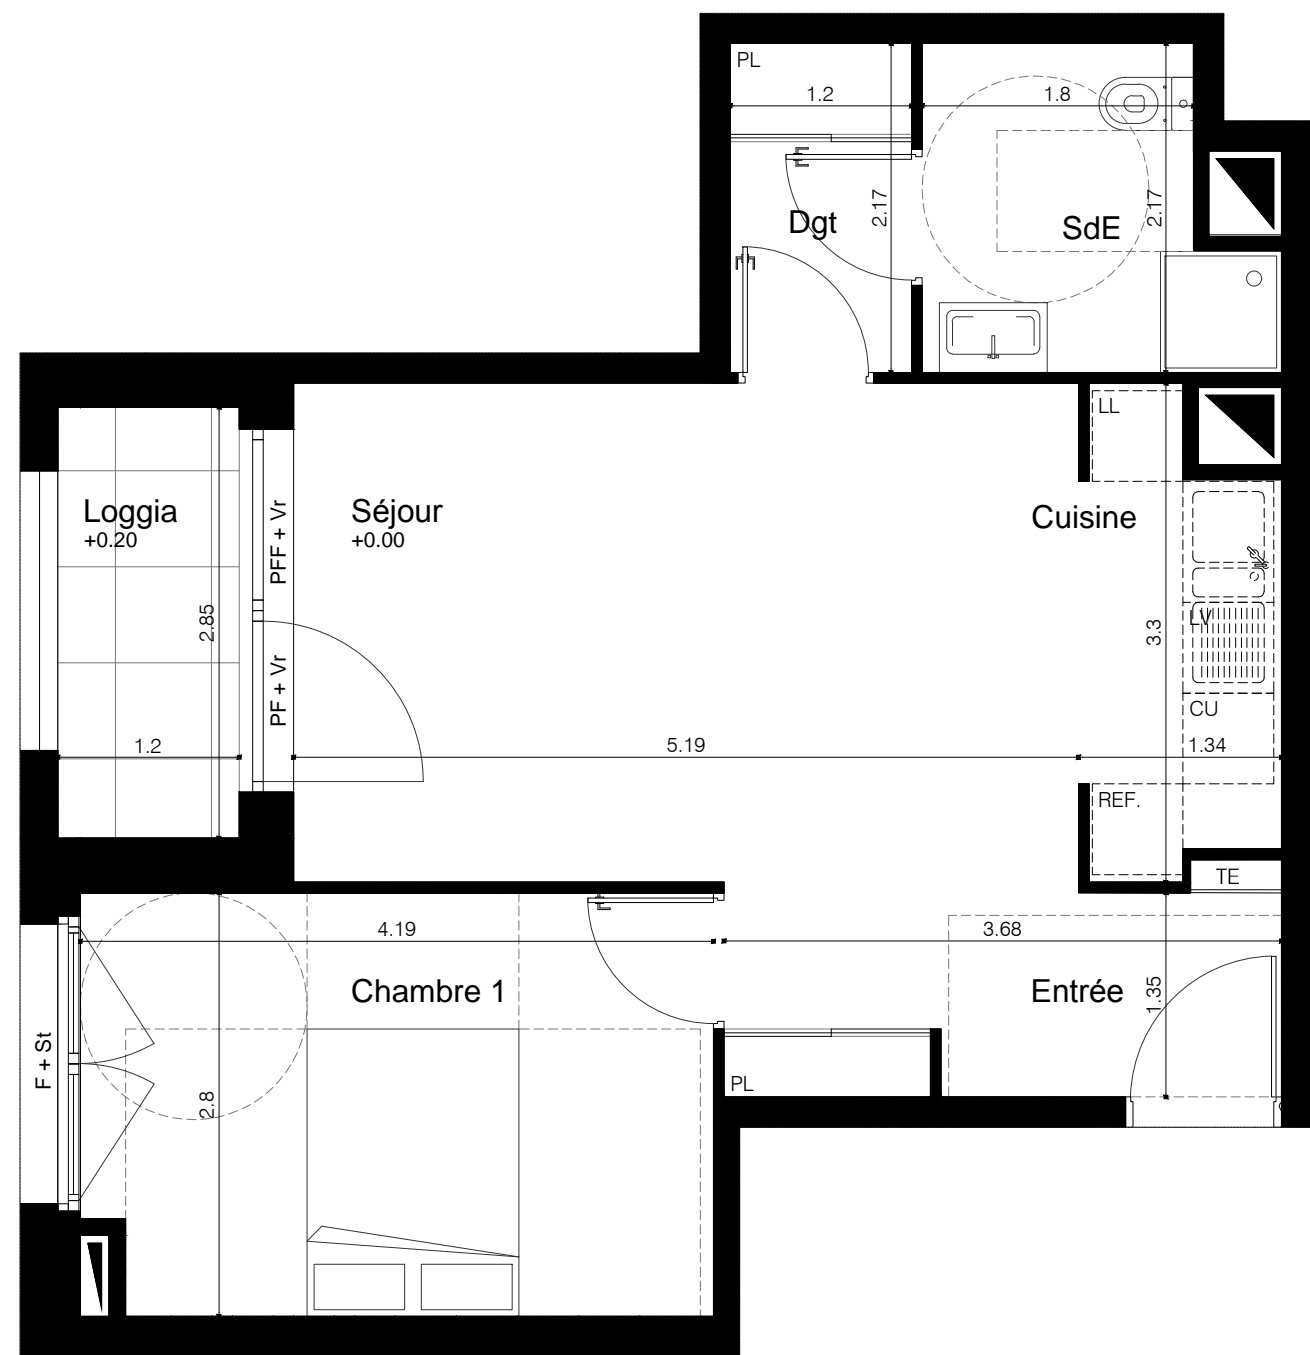 PL
1.2
1.8
2.17
2.17
Dgt
SdE
LL
Loggia
+0.20
PFF + Vr
Séjour
+0.00
Cuisine
2.85
LV
3.3
PF + Vr
CU
1.2
5.19
1.34
REF.
TE
4.19
3.68
Chambre 1
Entrée
1.35
F + St
2.8
PL